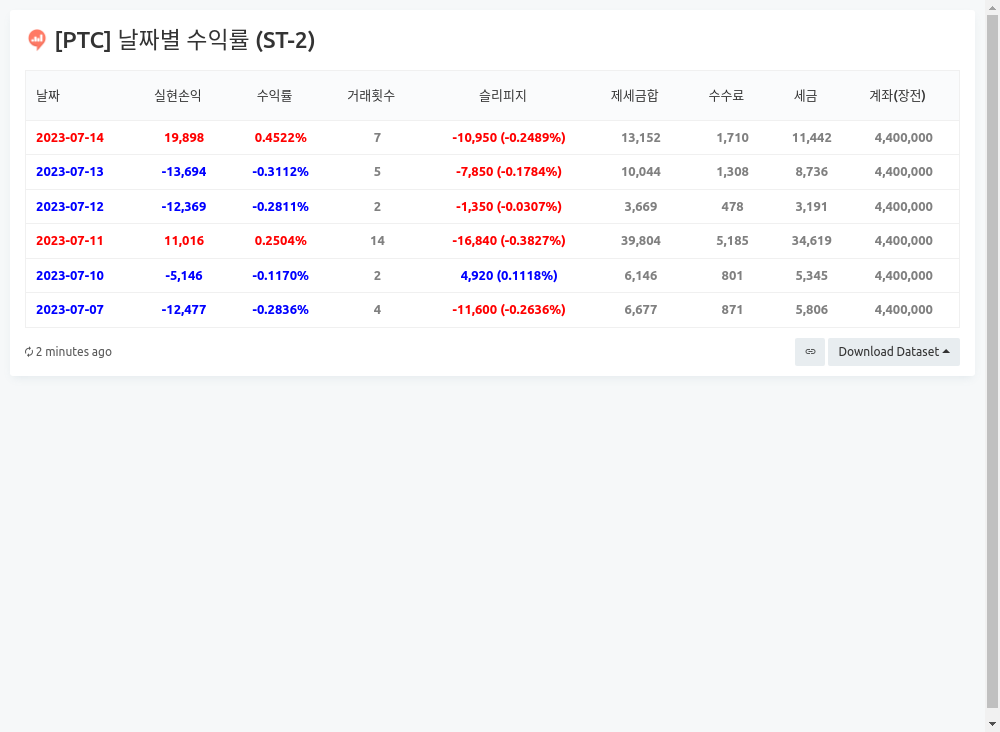 [PTC] 날짜별 수익률 (ST-2)
날짜 실현손익 수익률 거래횟수 슬리피지 제세금합 수수료 세금 계좌(장전)
2023-07-14 19,898 0.4522% 7 -10,950 (-0.2489%) 13,152 1,710 11,442 4,400,000
2023-07-13 -13,694 -0.3112% 5 -7,850 (-0.1784%) 10,044 1,308 8,736 4,400,000
2023-07-12 -12,369 -0.2811% 2 -1,350 (-0.0307%) 3,669 478 3,191 4,400,000
2023-07-11 11,016 0.2504% 14 -16,840 (-0.3827%) 39,804 5,185 34,619 4,400,000
2023-07-10 -5,146 -0.1170% 2 4,920 (0.1118%) 6,146 801 5,345 4,400,000
2023-07-07 -12,477 -0.2836% 4 -11,600 (-0.2636%) 6,677 871 5,806 4,400,000
2 minutes ago Download Dataset